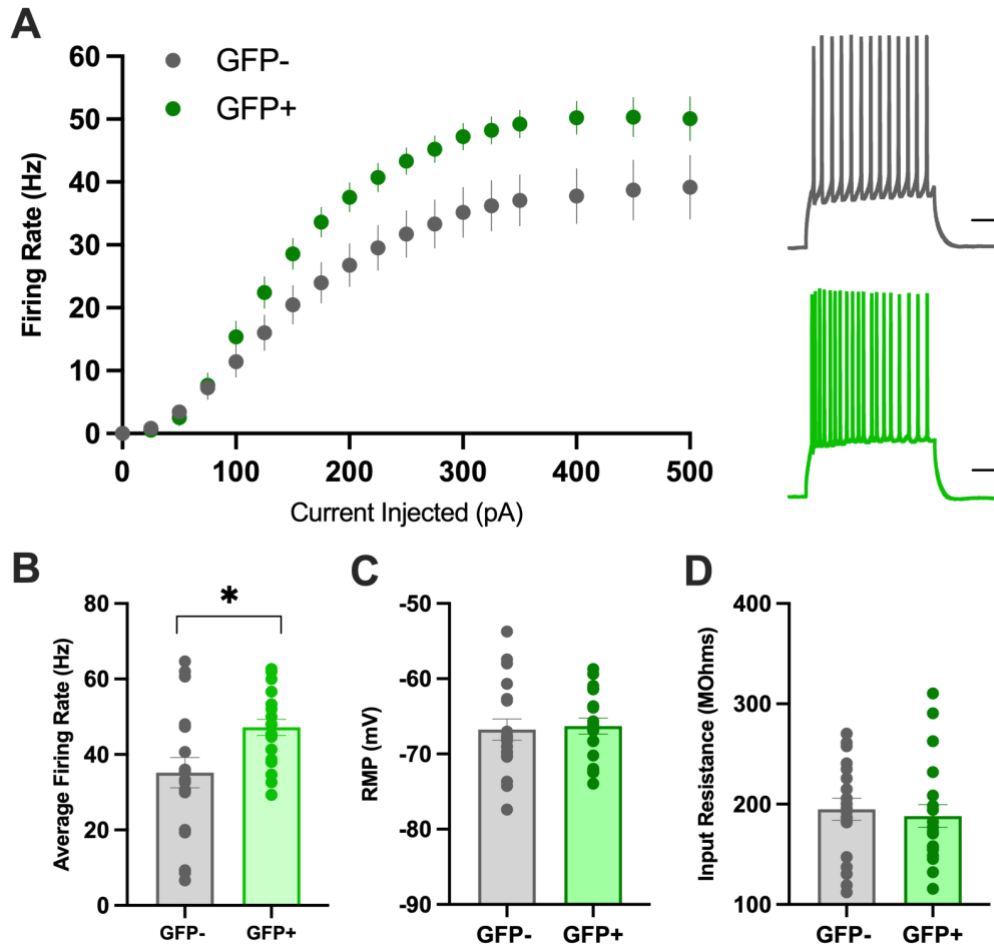 A
GFP-
GFP+
Firing Rate (Hz)
60
50
40
30
20
10
0
0 100 200 300 400 500
Current Injected (pA)
B
*
Average Firing Rate (Hz)
80
60
40
20
0
GFP- GFP+
C
RMP (mV)
-50
-60
-70
-80
-90
GFP- GFP+
D
Input Resistance (MOhms)
400
300
200
100
GFP- GFP+